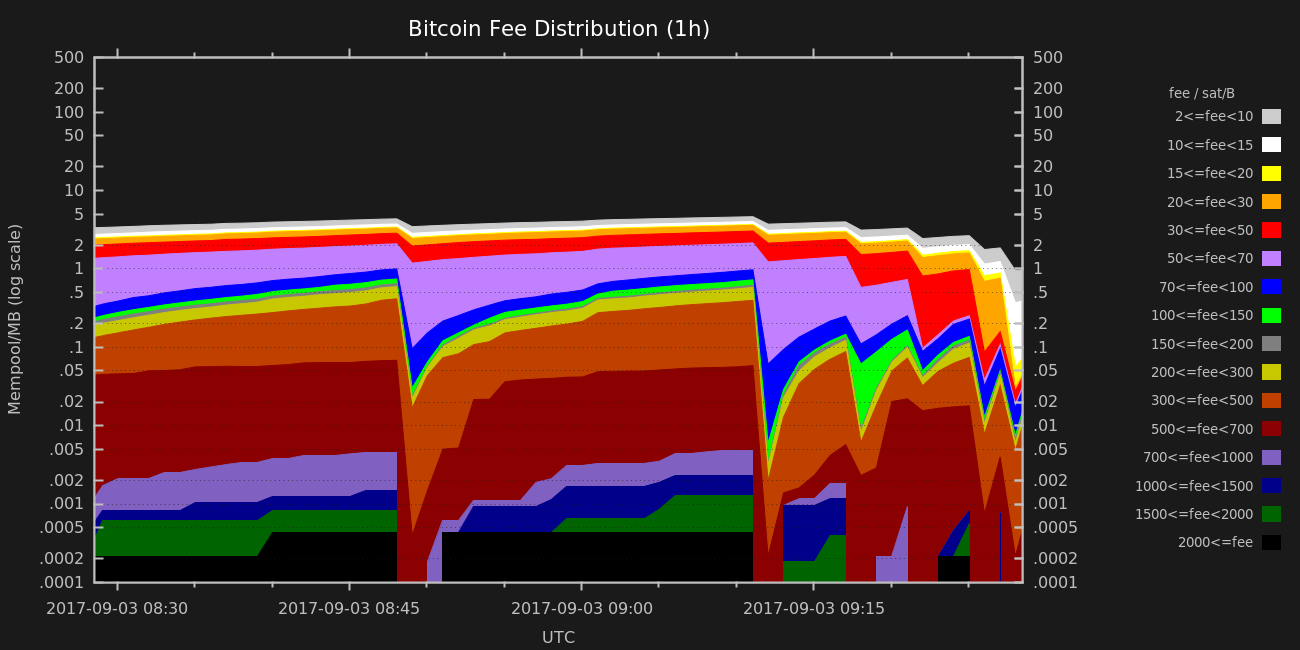 Bitcoin Fee Distribution (1h)
500
200
100
50
20
10
5
2
1
.5
.2
.1
.05
.02
.01
.005
.002
.001
.0005
.0002
.0001
Mempool/MB (log scale)
500
200
100
50
20
10
5
2
1
.5
.2
.1
.05
.02
.01
.005
.002
.001
.0005
.0002
.0001
2017-09-03 08:30
2017-09-03 08:45
2017-09-03 09:00
2017-09-03 09:15
UTC
fee / sat/B
2<=fee<10
10<=fee<15
15<=fee<20
20<=fee<30
30<=fee<50
50<=fee<70
70<=fee<100
100<=fee<150
150<=fee<200
200<=fee<300
300<=fee<500
500<=fee<700
700<=fee<1000
1000<=fee<1500
1500<=fee<2000
2000<=fee